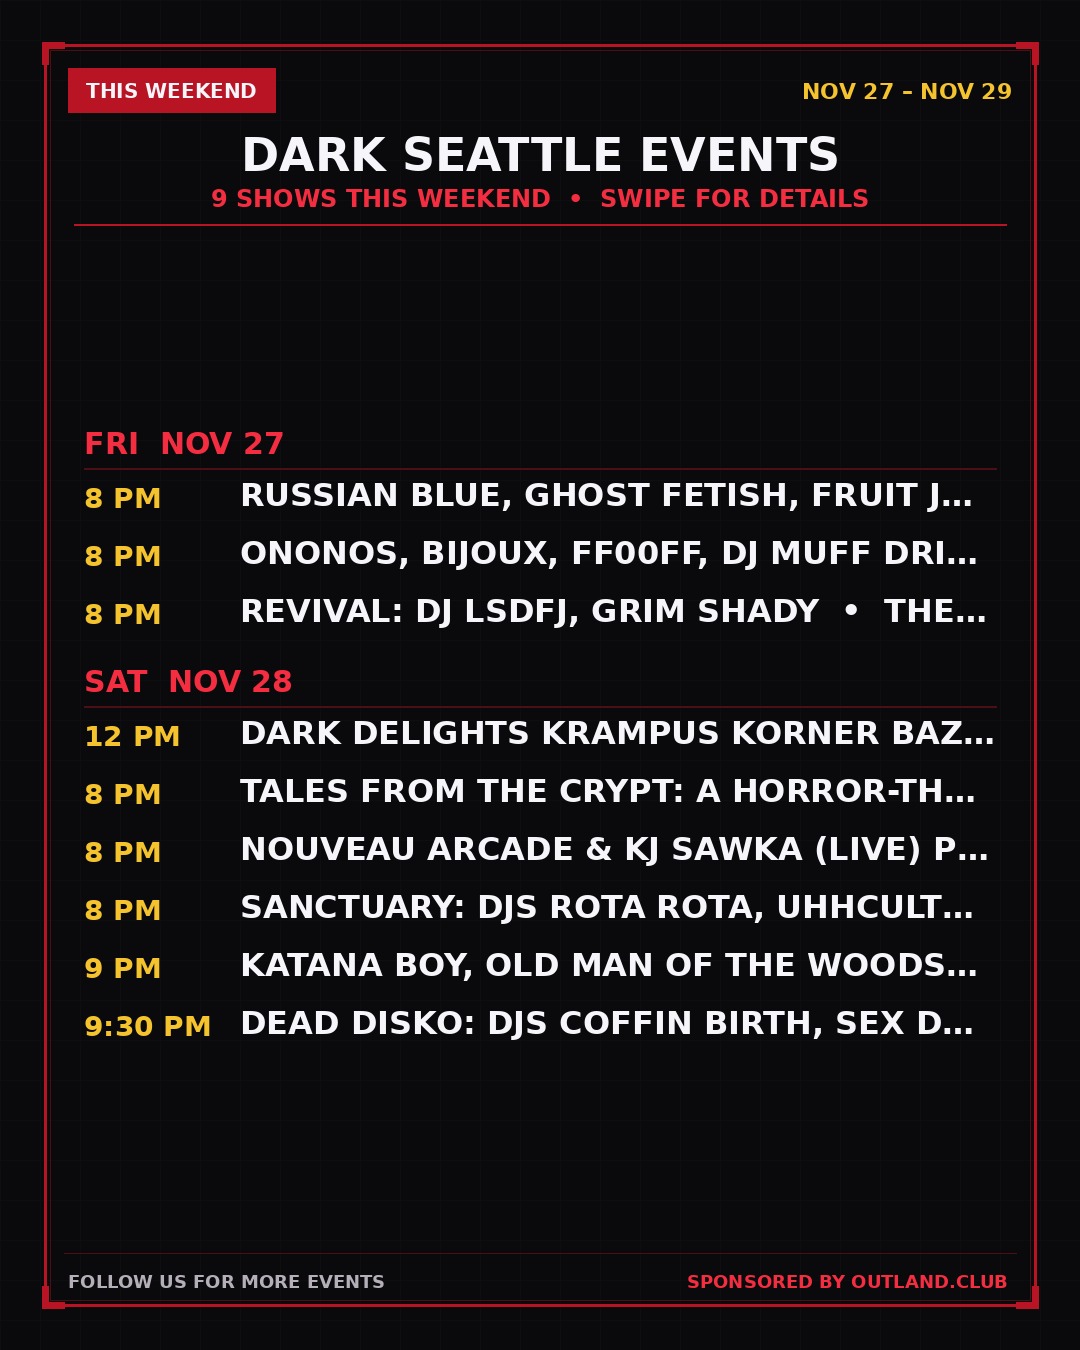 THIS WEEKEND
NOV 27 – NOV 29
DARK SEATTLE EVENTS
9 SHOWS THIS WEEKEND • SWIPE FOR DETAILS
FRI NOV 27
8 PM RUSSIAN BLUE, GHOST FETISH, FRUIT J...
8 PM ONONOS, BIJOUX, FF00FF, DJ MUFF DRI...
8 PM REVIVAL: DJ LSDFJ, GRIM SHADY • THE...
SAT NOV 28
12 PM DARK DELIGHTS KRAMPUS KORNER BAZ...
8 PM TALES FROM THE CRYPT: A HORROR-TH...
8 PM NOUVEAU ARCADE & KJ SAWKA (LIVE) P...
8 PM SANCTUARY: DJS ROTA ROTA, UHHCULT...
9 PM KATANA BOY, OLD MAN OF THE WOODS...
9:30 PM DEAD DISKO: DJS COFFIN BIRTH, SEX D...
FOLLOW US FOR MORE EVENTS
SPONSORED BY OUTLAND.CLUB